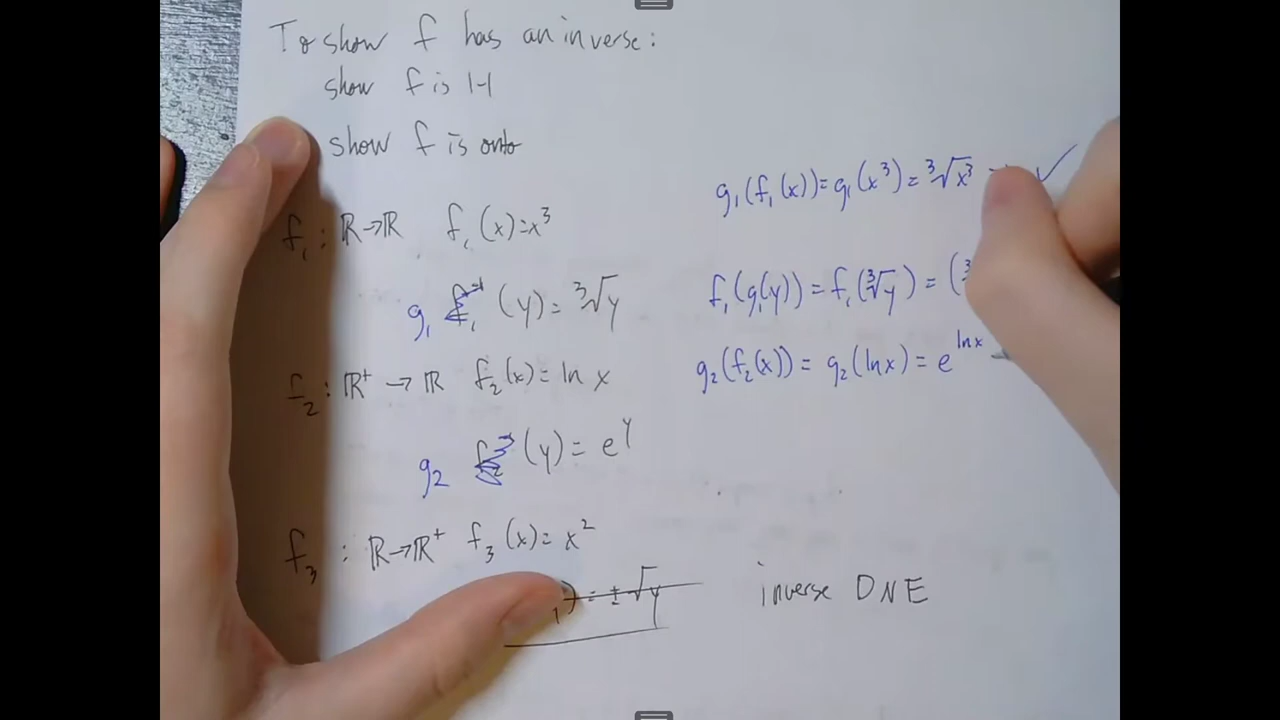 To show f has an inverse:
show f is 1-1
show f is onto
f₁ : ℝ→ℝ f₁(x)=x³
g₁ (y) = ³√y
f₂ : ℝ⁺ → ℝ f₂(x) = ln x
g₂ (y) = e^y
f₃ : ℝ→ℝ⁺ f₃(x) = x²
) = ±√y
inverse DNE
g₁(f₁(x)) = g₁(x³) = ³√x³ ✓
f₁(g₁(y)) = f₁(³√y) = (³
g₂(f₂(x)) = g₂(ln x) = e^ln x